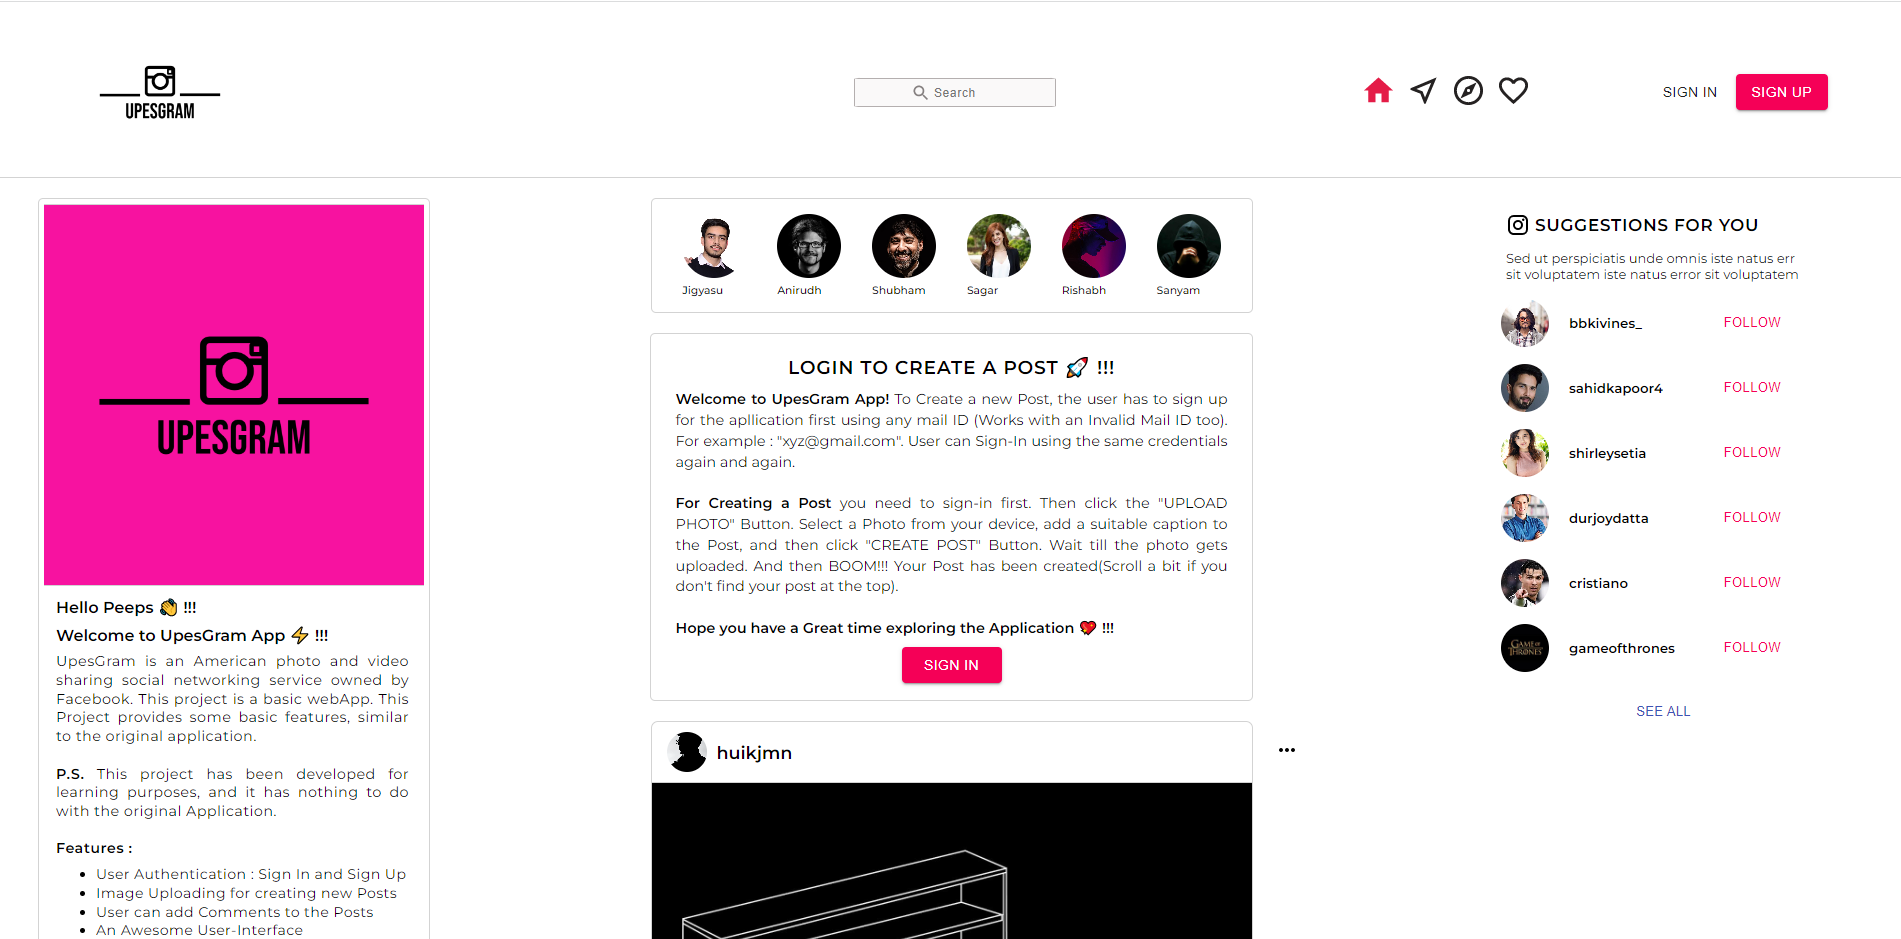 UPESGRAM
Search
SIGN IN
SIGN UP
UPESGRAM
Hello Peeps 👏 !!!
Welcome to UpesGram App ⚡ !!!
UpesGram is an American photo and video
sharing social networking service owned by
Facebook. This project is a basic webApp. This
Project provides some basic features, similar
to the original application.
P.S. This project has been developed for
learning purposes, and it has nothing to do
with the original Application.
Features :
User Authentication : Sign In and Sign Up
Image Uploading for creating new Posts
User can add Comments to the Posts
An Awesome User-Interface
Jigyasu
Anirudh
Shubham
Sagar
Rishabh
Sanyam
LOGIN TO CREATE A POST 🚀 !!!
Welcome to UpesGram App! To Create a new Post, the user has to sign up
for the apllication first using any mail ID (Works with an Invalid Mail ID too).
For example : "xyz@gmail.com". User can Sign-In using the same credentials
again and again.
For Creating a Post you need to sign-in first. Then click the "UPLOAD
PHOTO" Button. Select a Photo from your device, add a suitable caption to
the Post, and then click "CREATE POST" Button. Wait till the photo gets
uploaded. And then BOOM!!! Your Post has been created(Scroll a bit if you
don't find your post at the top).
Hope you have a Great time exploring the Application 💖 !!!
SIGN IN
huikjmn
SUGGESTIONS FOR YOU
Sed ut perspiciatis unde omnis iste natus err
sit voluptatem iste natus error sit voluptatem
bbkivines_
FOLLOW
sahidkapoor4
FOLLOW
shirleysetia
FOLLOW
durjoydatta
FOLLOW
cristiano
FOLLOW
GAME OF
THRONES
gameofthrones
FOLLOW
SEE ALL